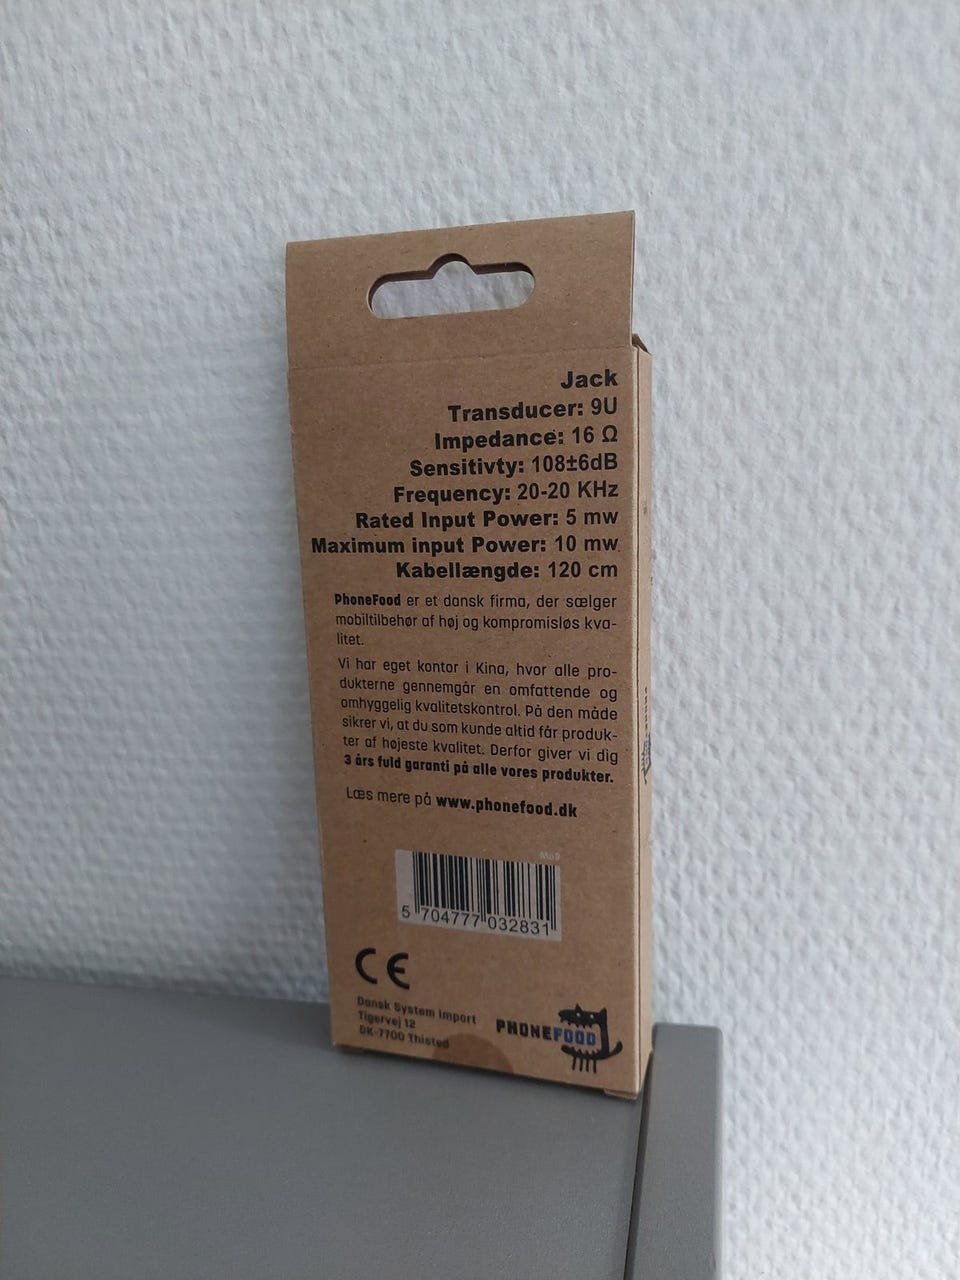 Jack
Transducer: 9U
Impedance: 16 Ω
Sensitivty: 108±6dB
Frequency: 20-20 KHz
Rated Input Power: 5 mw
Maximum input Power: 10 mw
Kabellængde: 120 cm
PhoneFood er et dansk firma, der sælger
mobiltilbehør af høj og kompromisløs kva-
litet.
Vi har eget kontor i Kina, hvor alle pro-
dukterne gennemgår en omfattende og
omhyggelig kvalitetskontrol. På den måde
sikrer vi, at du som kunde altid får produk-
ter af højeste kvalitet. Derfor giver vi dig
3 års fuld garanti på alle vores produkter.
Læs mere på www.phonefood.dk
5 704777 032831
CE
Dansk System Import
Tigervej 12
DK-7700 Thisted
PHONEFOOD